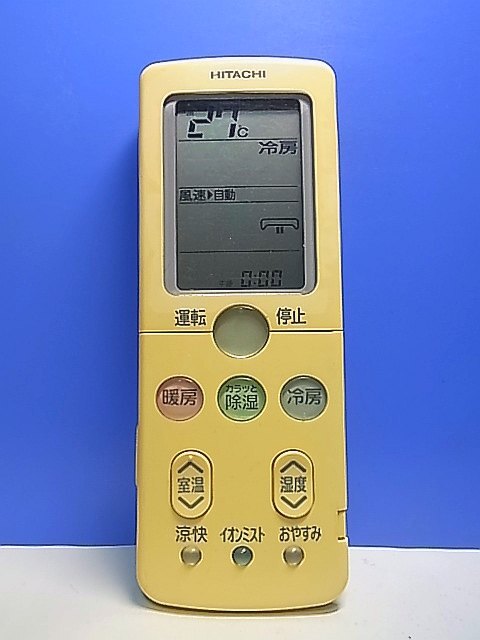 HITACHI
27℃
冷房
風速▶自動
0:00
運転 停止
暖房 カラッと除湿 冷房
室温 湿度
涼快 イオンミスト おやすみ